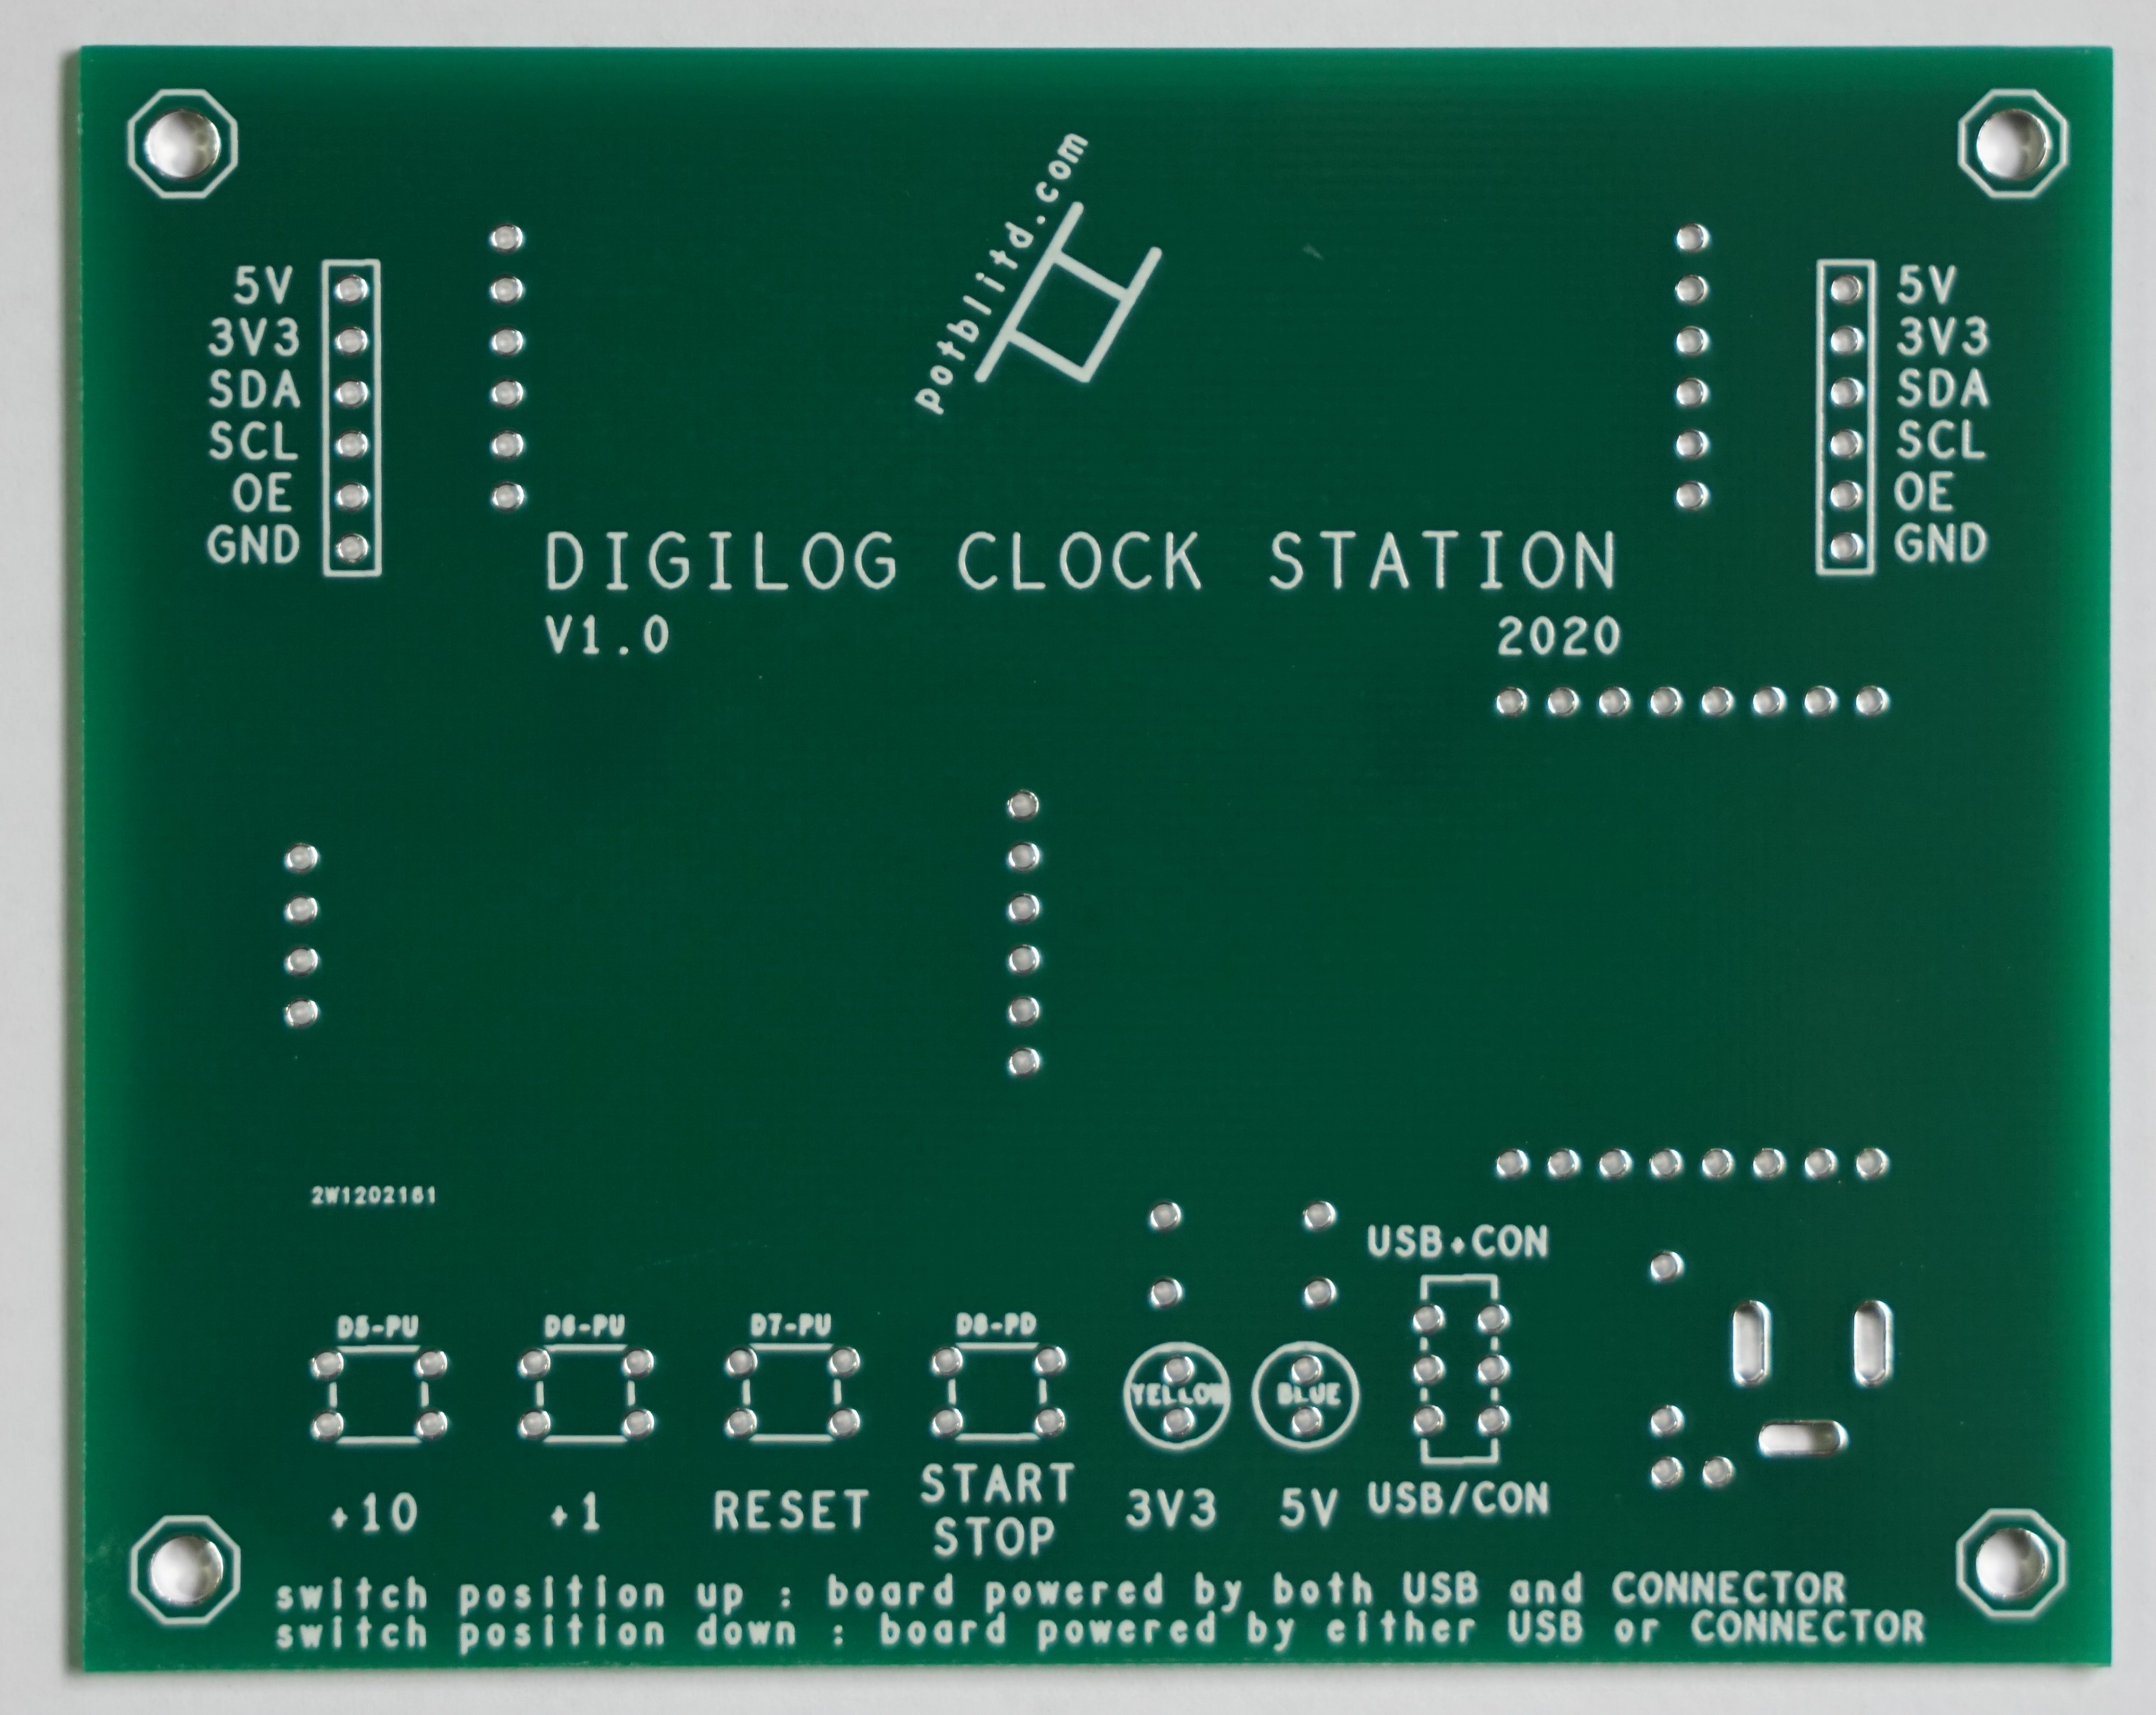 potblitd.com
5V
3V3
SDA
SCL
OE
GND
5V
3V3
SDA
SCL
OE
GND
DIGILOG CLOCK STATION
V1.0
2020
2W1202161
USB+CON
D5-PU
D6-PU
D7-PU
D8-PD
YELLOW
BLUE
+10
+1
RESET
START
STOP
3V3
5V
USB/CON
switch position up : board powered by both USB and CONNECTOR
switch position down : board powered by either USB or CONNECTOR